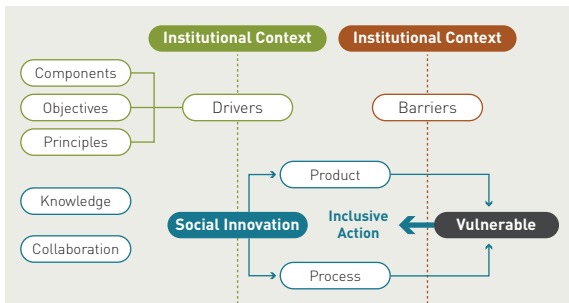 Institutional Context
Institutional Context
Components
Objectives
Principles
Drivers
Barriers
Knowledge
Collaboration
Product
Social Innovation
Inclusive
Action
Vulnerable
Process